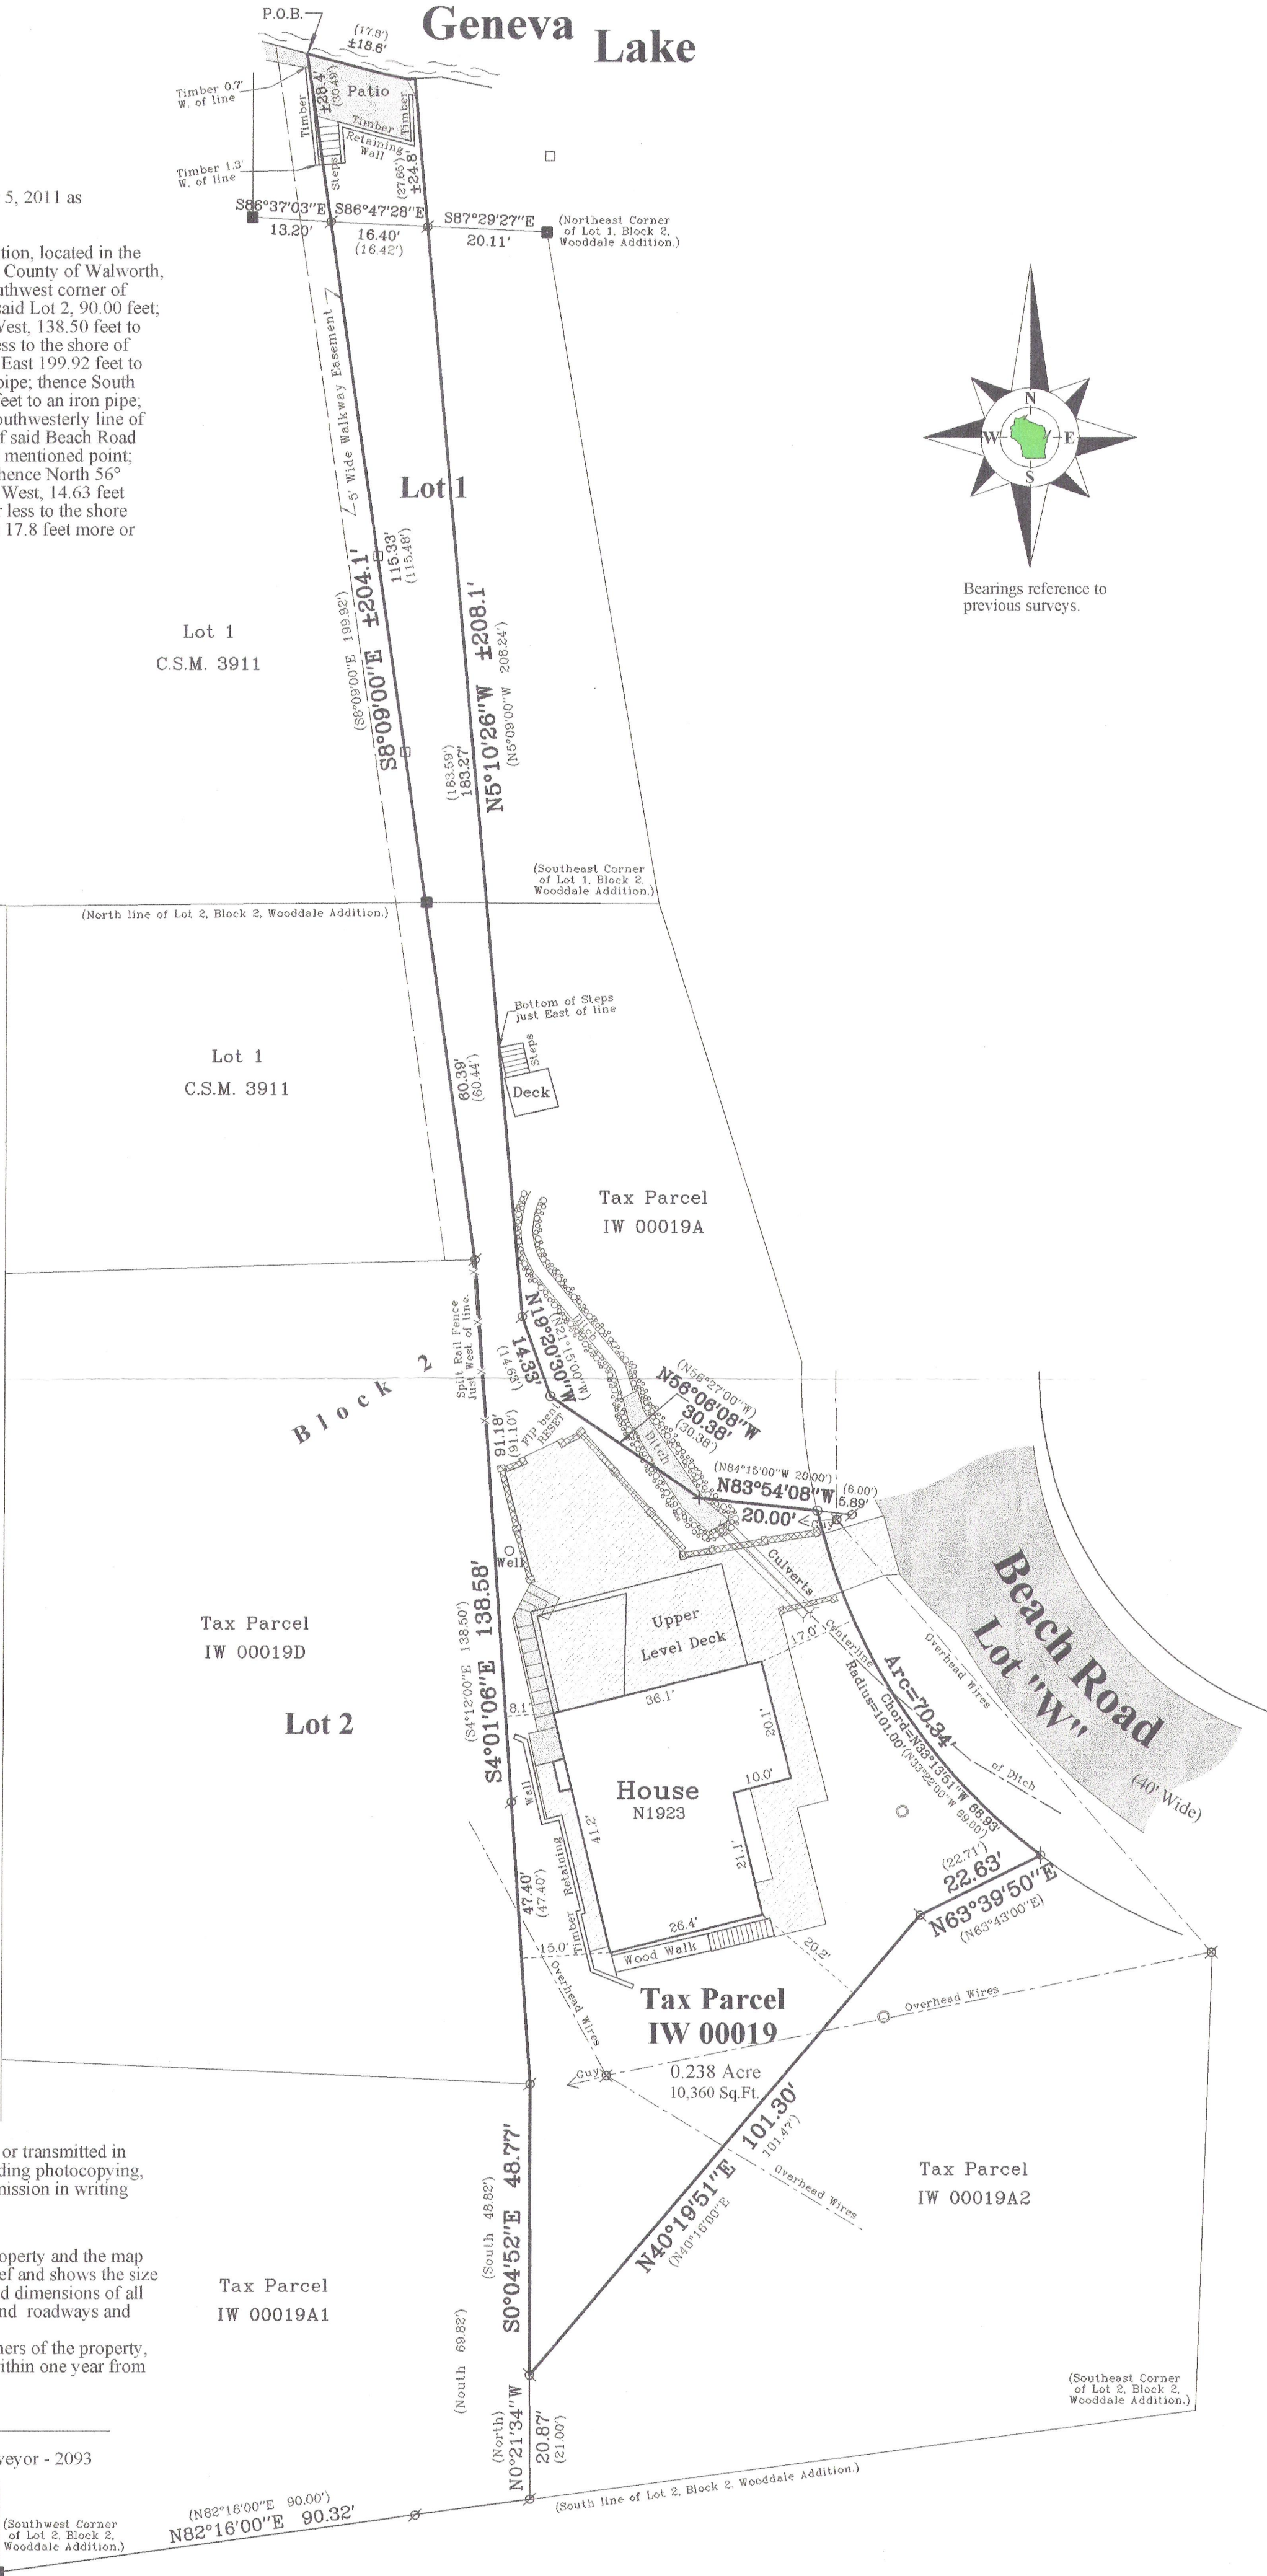 P.O.B.
Geneva Lake
(17.8')
±18.6'
Timber 0.7'
W. of line
Timber
±28.4'
(30.49')
Patio
Timber
Timber
Retaining
Wall
Steps
(27.65')
±24.8'
Timber 1.3'
W. of line
5, 2011 as
S86°37'03"E
13.20'
S86°47'28"E
16.40'
(16.42')
S87°29'27"E
20.11'
(Northeast Corner
of Lot 1, Block 2,
Wooddale Addition.)
tion, located in the
County of Walworth,
uthwest corner of
said Lot 2, 90.00 feet;
West, 138.50 feet to
ess to the shore of
East 199.92 feet to
pipe; thence South
feet to an iron pipe;
outhwesterly line of
f said Beach Road
mentioned point;
hence North 56°
West, 14.63 feet
r less to the shore
17.8 feet more or
5' Wide Walkway Easement
Lot 1
N
W
E
S
Bearings reference to
previous surveys.
115.33'
(115.48')
S8°09'00"E ±204.1'
(S8°09'00"E 199.92')
Lot 1
C.S.M. 3911
N5°10'26"W ±208.1'
(N5°09'00"W 208.24')
(183.59')
183.27'
(Southeast Corner
of Lot 1, Block 2,
Wooddale Addition.)
(North line of Lot 2, Block 2, Wooddale Addition.)
Bottom of Steps
just East of line
Steps
Deck
Lot 1
C.S.M. 3911
60.39'
(60.44')
Tax Parcel
IW 00019A
Split Rail Fence
Just West of line.
Block 2
N19°20'30"W
(N21°15'00"W)
14.33'
(14.63')
Ditch
(N56°27'00"W)
N56°06'08"W
30.38'
(30.38')
FIP bent
RESET
91.18'
(91.10')
Ditch
(N84°15'00"W 20.00')
N83°54'08"W
20.00'
(6.00')
5.89'
Guy
Well
Culverts
Beach Road
Lot "W"
(40' Wide)
S4°01'06"E 138.58'
(S4°12'00"E 138.50')
Upper
Level Deck
17.0'
Centerline
of Ditch
Overhead Wires
Tax Parcel
IW 00019D
Lot 2
Arc=70.34'
Chord=N33°13'51"W 68.93'
(N33°22'00"W 69.00')
Radius=101.00'
8.1'
36.1'
20.1'
10.0'
House
N1923
41.2'
21.1'
26.4'
Wall
Timber Retaining
47.40'
(47.40')
15.0'
Wood Walk
20.2'
(22.71')
22.63'
N63°39'50"E
(N63°43'00"E)
Overhead Wires
Overhead Wires
Tax Parcel
IW 00019
0.238 Acre
10,360 Sq.Ft.
Guy
101.30'
(101.47')
N40°19'51"E
(N40°16'00"E
Overhead Wires
or transmitted in
ding photocopying,
mission in writing
Tax Parcel
IW 00019A2
S0°04'52"E 48.77'
(South 48.82')
operty and the map
ef and shows the size
d dimensions of all
nd roadways and
ners of the property,
ithin one year from
Tax Parcel
IW 00019A1
(Nouth 69.82')
(North)
N0°21'34"W
20.87'
(21.00')
(Southeast Corner
of Lot 2, Block 2,
Wooddale Addition.)
veyor - 2093
(South line of Lot 2, Block 2, Wooddale Addition.)
(N82°16'00"E 90.00')
N82°16'00"E 90.32'
(Southwest Corner
of Lot 2, Block 2,
Wooddale Addition.)